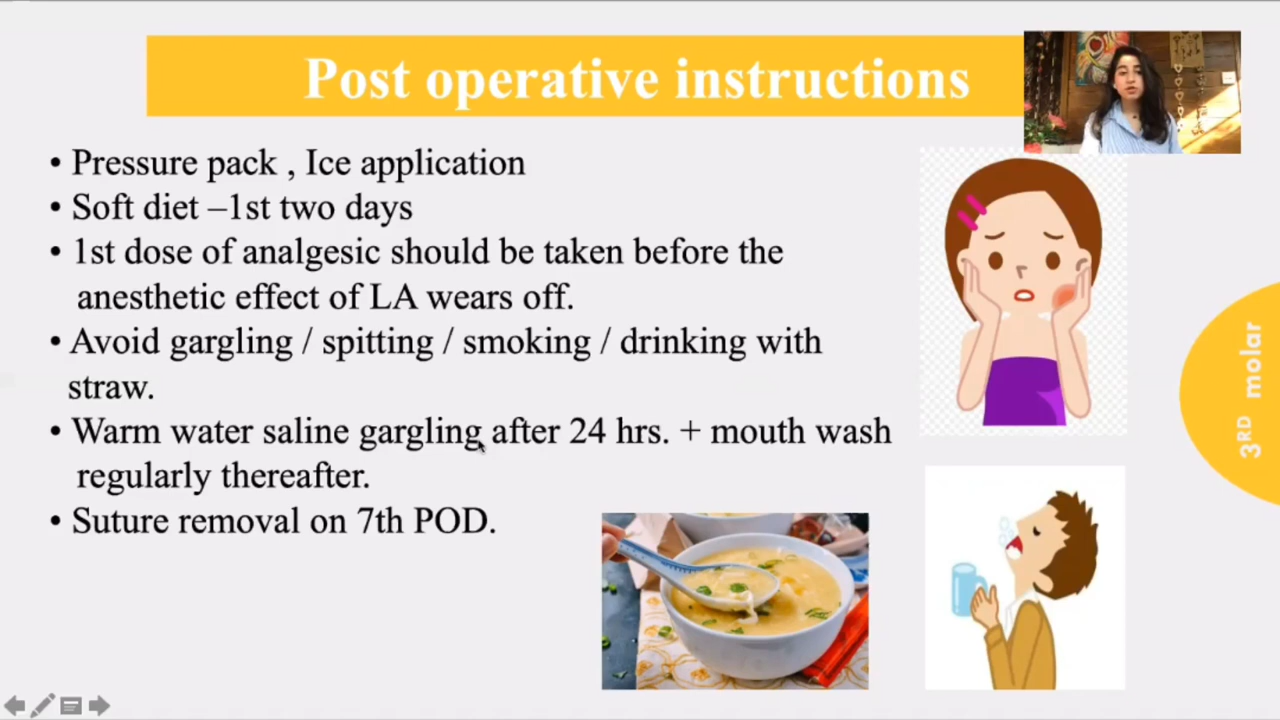 Post operative instructions
• Pressure pack , Ice application
• Soft diet –1st two days
• 1st dose of analgesic should be taken before the
anesthetic effect of LA wears off.
• Avoid gargling / spitting / smoking / drinking with
straw.
• Warm water saline gargling after 24 hrs. + mouth wash
regularly thereafter.
• Suture removal on 7th POD.
3RD molar